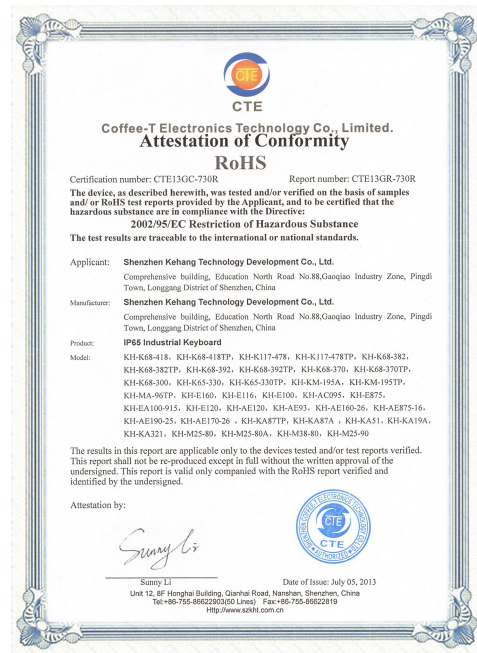 CTE
CTE
Coffee-T Electronics Technology Co., Limited.
Attestation of Conformity
RoHS
Certification number: CTE13GC-730R Report number: CTE13GR-730R
The device, as described herewith, was tested and/or verified on the basis of samples
and/ or RoHS test reports provided by the Applicant, and to be certified that the
hazardous substance are in compliance with the Directive:
2002/95/EC Restriction of Hazardous Substance
The test results are traceable to the international or national standards.
Applicant: Shenzhen Kehang Technology Development Co., Ltd.
Comprehensive building, Education North Road No.88,Gaoqiao Industry Zone, Pingdi
Town, Longgang District of Shenzhen, China
Manufacturer: Shenzhen Kehang Technology Development Co., Ltd.
Comprehensive building, Education North Road No.88,Gaoqiao Industry Zone, Pingdi
Town, Longgang District of Shenzhen, China
Product: IP65 Industrial Keyboard
Model: KH-K68-418, KH-K68-418TP, KH-K117-478, KH-K117-478TP, KH-K68-382,
KH-K68-382TP, KH-K68-392, KH-K68-392TP, KH-K68-370, KH-K68-370TP,
KH-K68-300, KH-K65-330, KH-K65-330TP, KH-KM-195A, KH-KM-195TP,
KH-MA-96TP, KH-E160, KH-E116, KH-E100, KH-AC095, KH-E875,
KH-EA100-915, KH-E120, KH-AE120, KH-AE93, KH-AE160-26, KH-AE875-16,
KH-AE190-25, KH-AE170-26 , KH-KA87TP, KH-KA87A , KH-KA51, KH-KA19A,
KH-KA321, KH-M25-80, KH-M25-80A, KH-M38-80, KH-M25-90
The results in this report are applicable only to the devices tested and/or test reports verified.
This report shall not be re-produced except in full without the written approval of the
undersigned. This report is valid only companied with the RoHS report verified and
identified by the undersigned.
Attestation by:
Sunny Li
SHENZHEN COFFEE-T ELECTRONICS TECHNOLOGY CO., LTD
CTE
CTE
AUTHORIZED
Sunny Li Date of Issue: July 05, 2013
Unit 12, 8F Honghai Building, Qianhai Road, Nanshan, Shenzhen, China
Tel:+86-755-86622903(50 Lines) Fax:+86-755-86622819
Http://www.szkht.com.cn